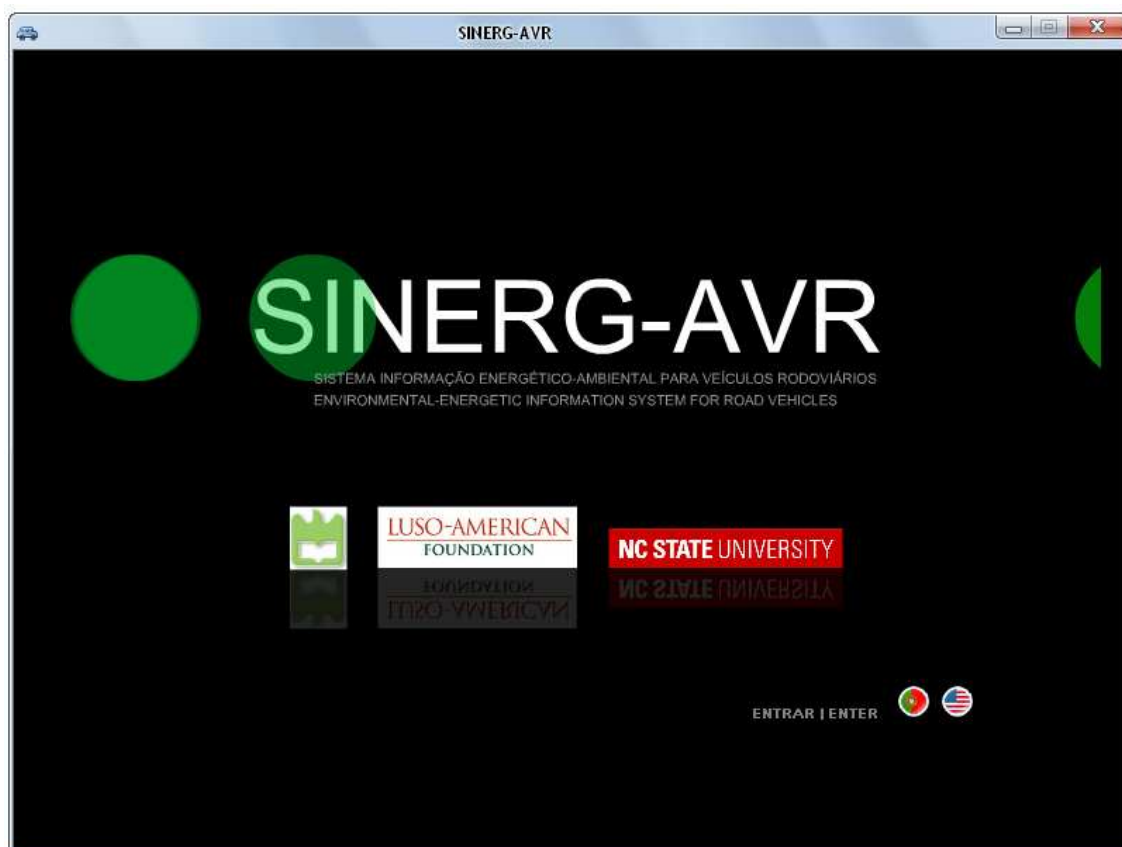 SINERG-AVR
SINERG-AVR
SISTEMA INFORMAÇÃO ENERGÉTICO-AMBIENTAL PARA VEÍCULOS RODOVIÁRIOS
ENVIRONMENTAL-ENERGETIC INFORMATION SYSTEM FOR ROAD VEHICLES
LUSO-AMERICAN
FOUNDATION
NC STATE UNIVERSITY
ENTRAR | ENTER